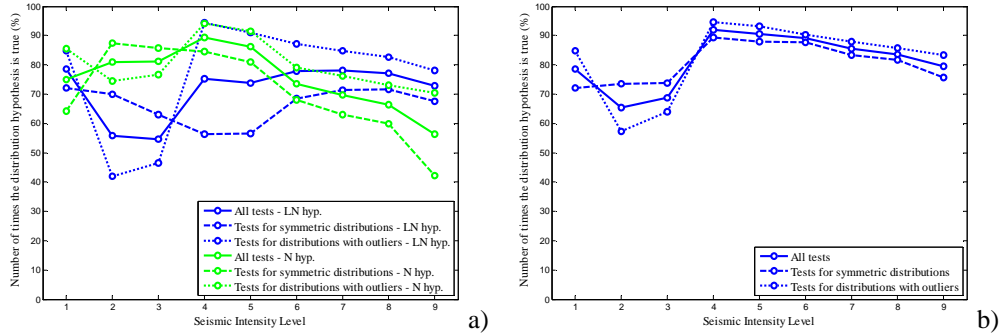 Number of times the distribution hypothesis is true (%)
100
90
80
70
60
50
40
30
20
10
0
All tests - LN hyp.
Tests for symmetric distributions - LN hyp.
Tests for distributions with outliers - LN hyp.
All tests - N hyp.
Tests for symmetric distributions - N hyp.
Tests for distributions with outliers - N hyp.
1 2 3 4 5 6 7 8 9
Seismic Intensity Level
a)
Number of times the distribution hypothesis is true (%)
100
90
80
70
60
50
40
30
20
10
0
All tests
Tests for symmetric distributions
Tests for distributions with outliers
1 2 3 4 5 6 7 8 9
Seismic Intensity Level
b)